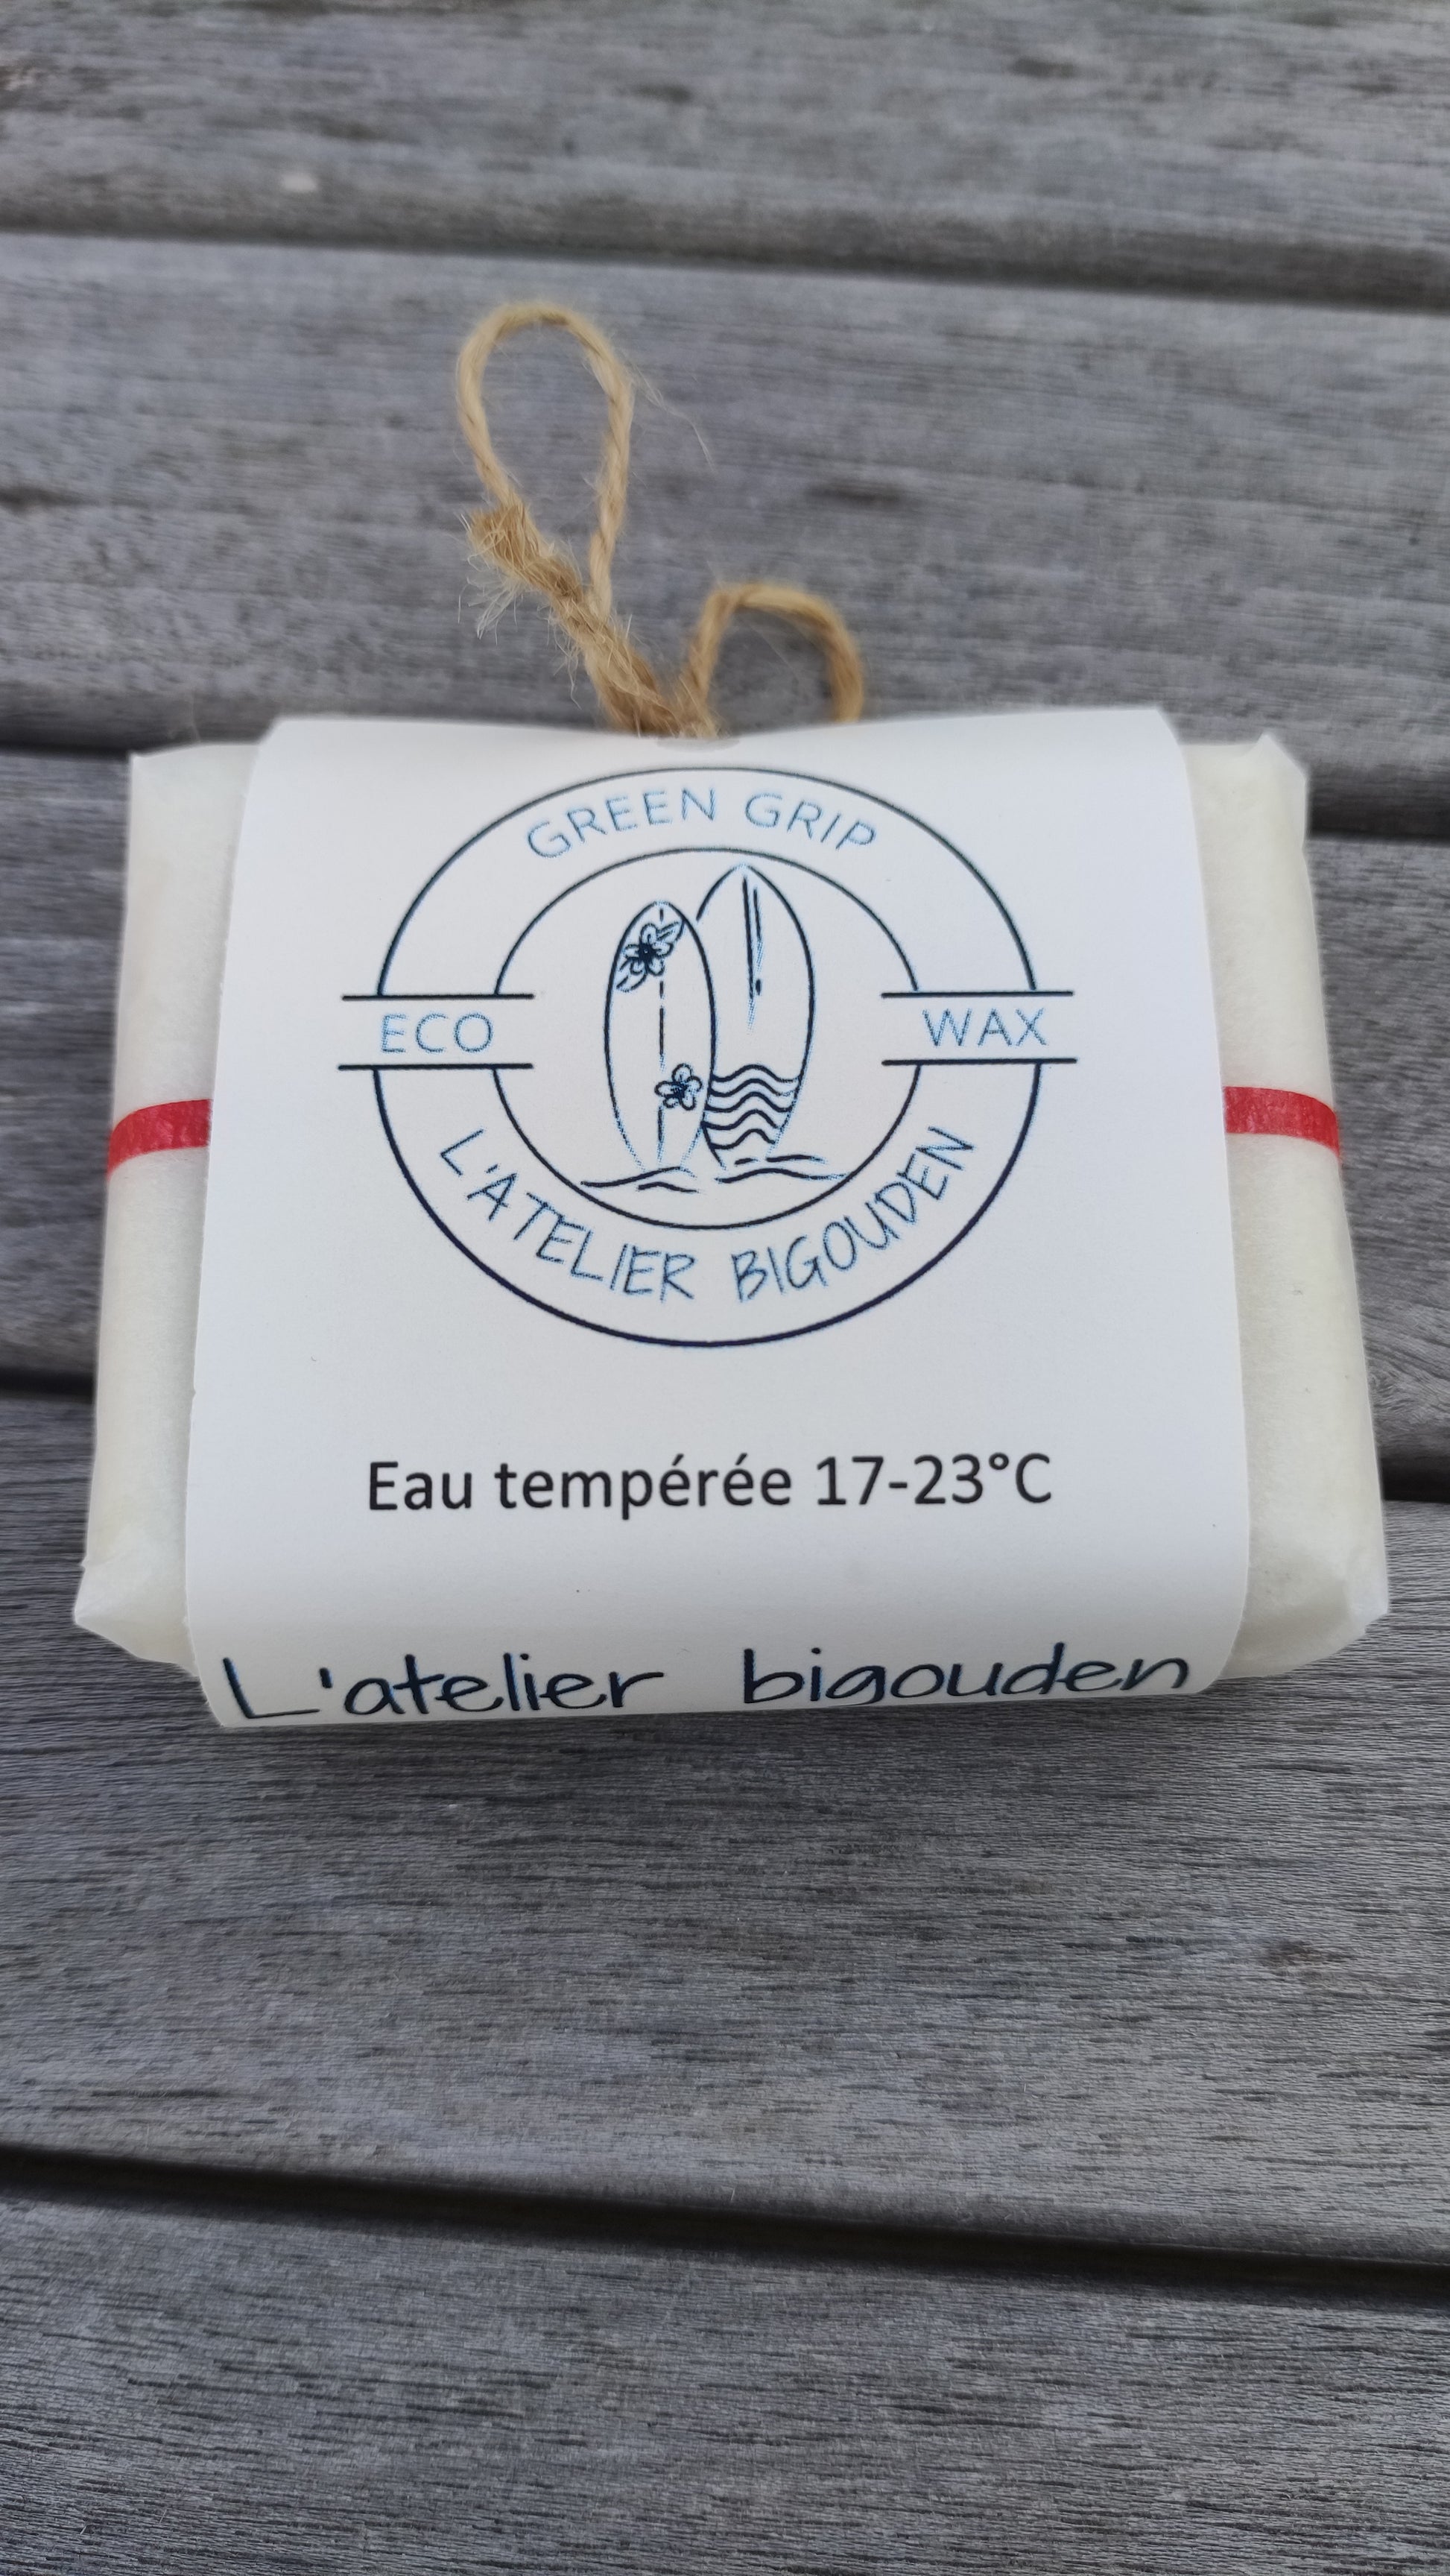 GREEN GRIP
ECO
WAX
L'ATELIER BIGOUDEN
Eau tempérée 17-23°C
L'atelier bigouden